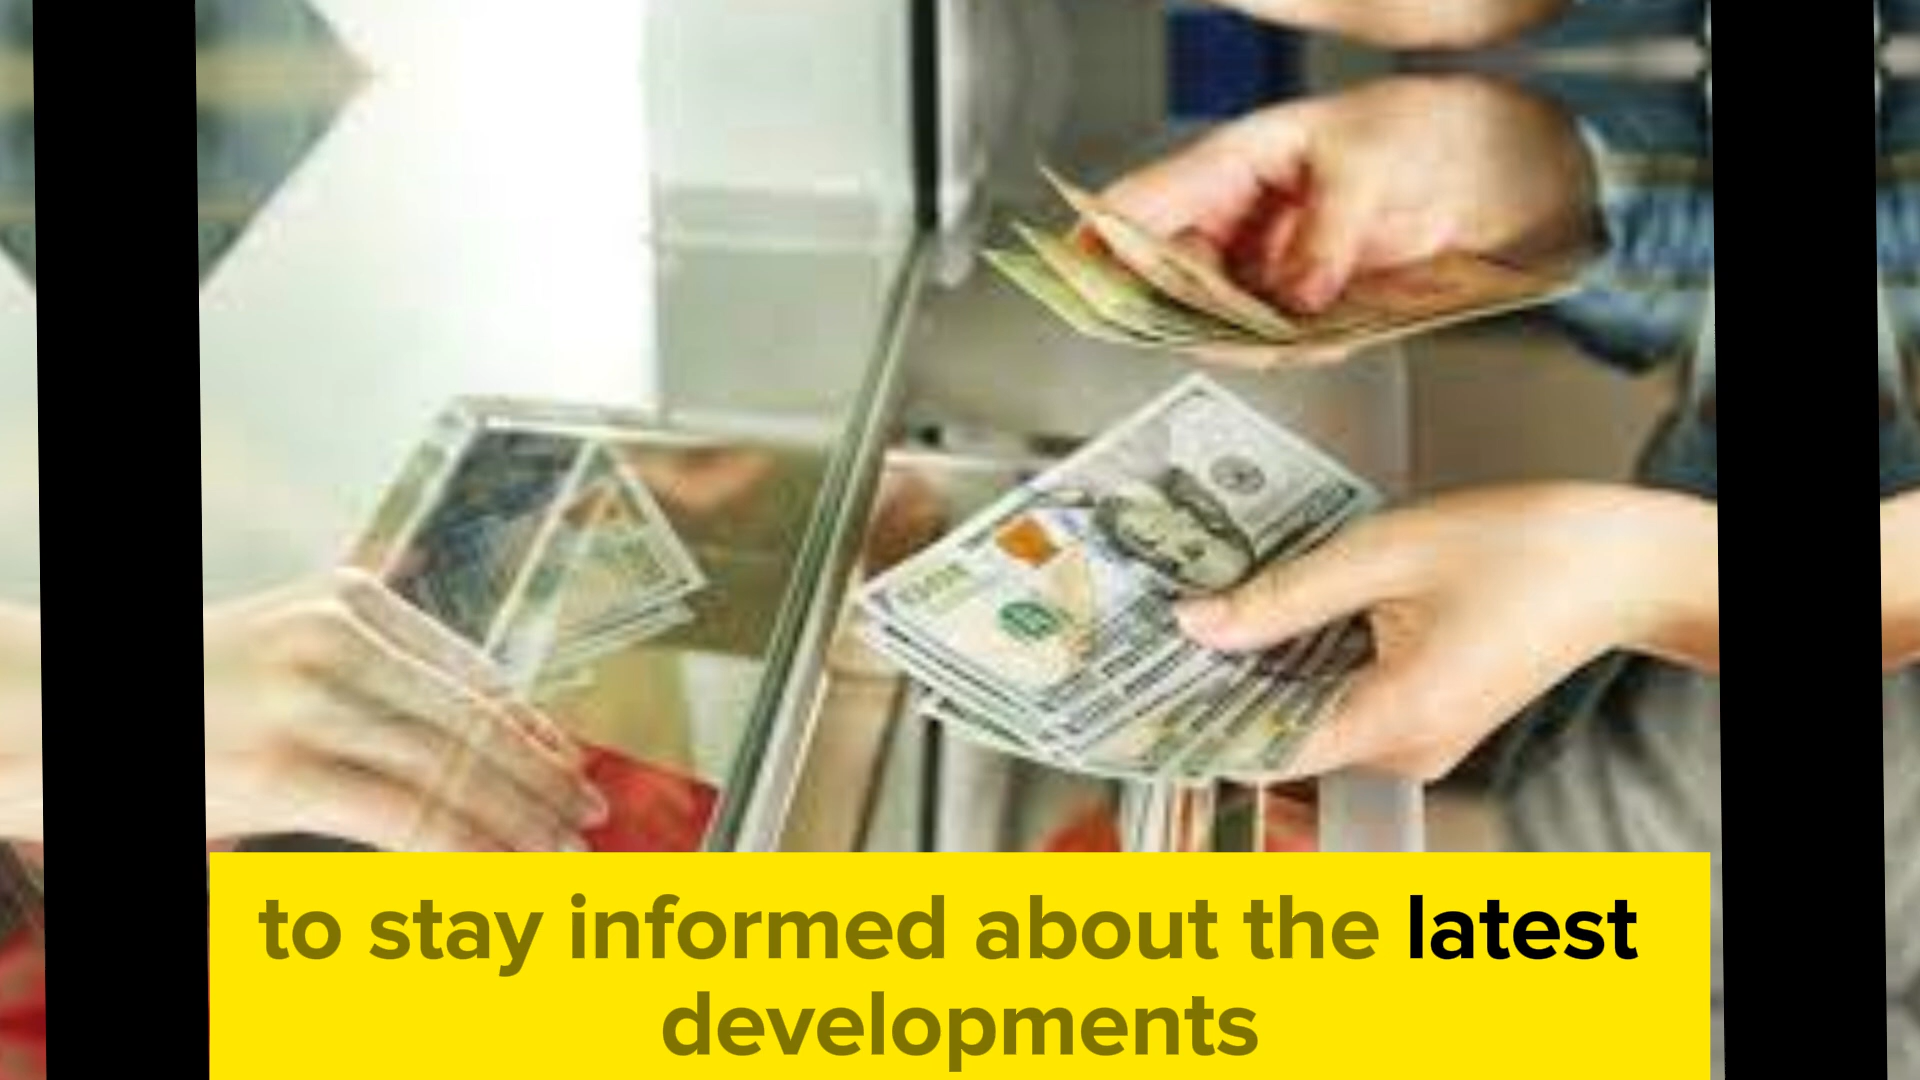 to stay informed about the latest
developments